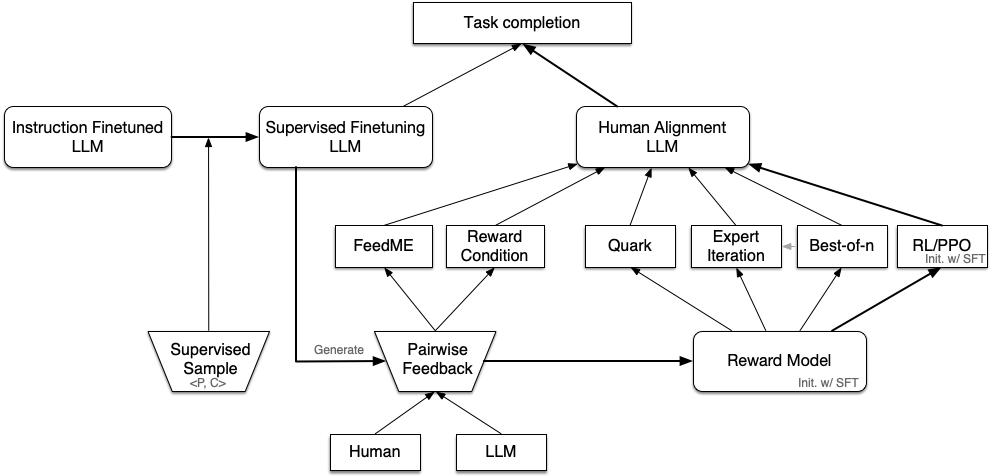 Task completion
Instruction Finetuned
LLM
Supervised Finetuning
LLM
Human Alignment
LLM
FeedME
Reward
Condition
Quark
Expert
Iteration
Best-of-n
RL/PPO
Init. w/ SFT
Supervised
Sample
<P, C>
Generate
Pairwise
Feedback
Reward Model
Init. w/ SFT
Human
LLM